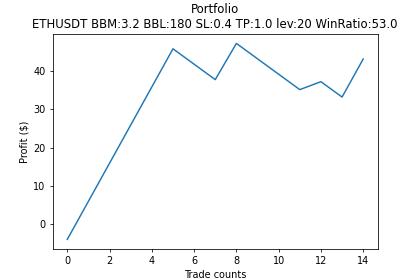 Portfolio
ETHUSDT BBM:3.2 BBL:180 SL:0.4 TP:1.0 lev:20 WinRatio:53.0
40
30
20
10
0
Profit ($)
0 2 4 6 8 10 12 14
Trade counts